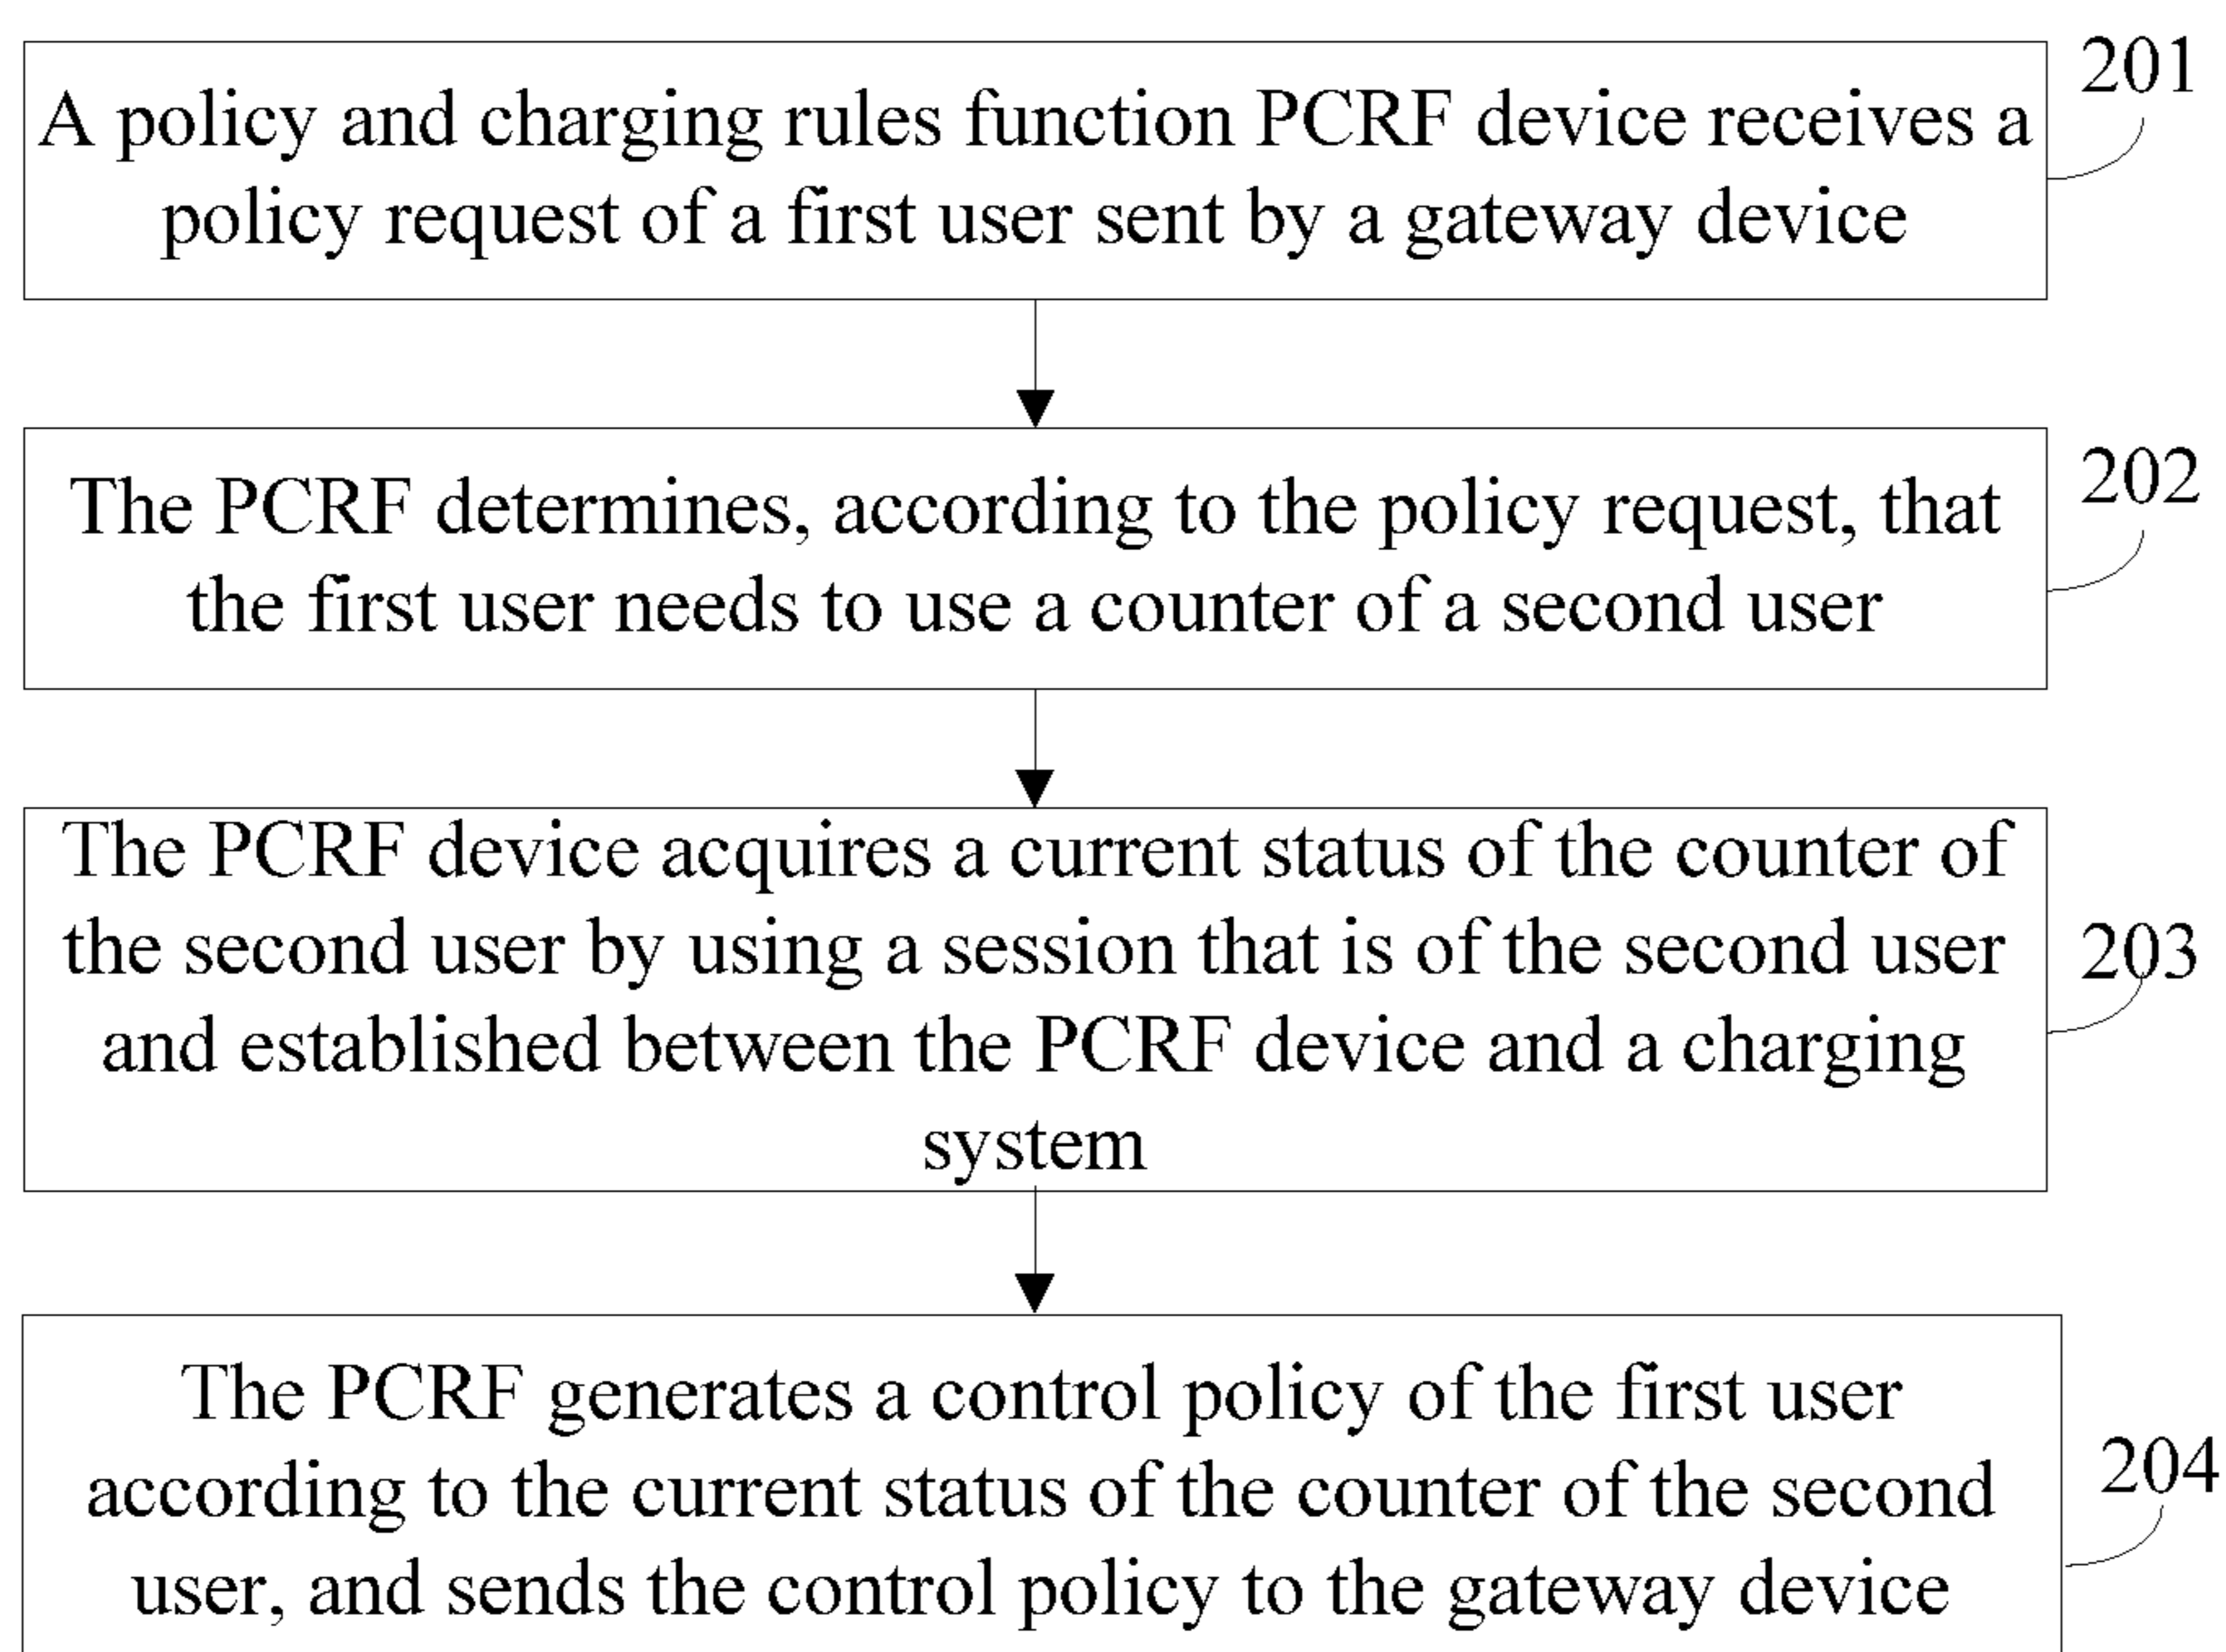 201
A policy and charging rules function PCRF device receives a
policy request of a first user sent by a gateway device
202
The PCRF determines, according to the policy request, that
the first user needs to use a counter of a second user
The PCRF device acquires a current status of the counter of
the second user by using a session that is of the second user
203
and established between the PCRF device and a charging
system
The PCRF generates a control policy of the first user
according to the current status of the counter of the second
204
user, and sends the control policy to the gateway device